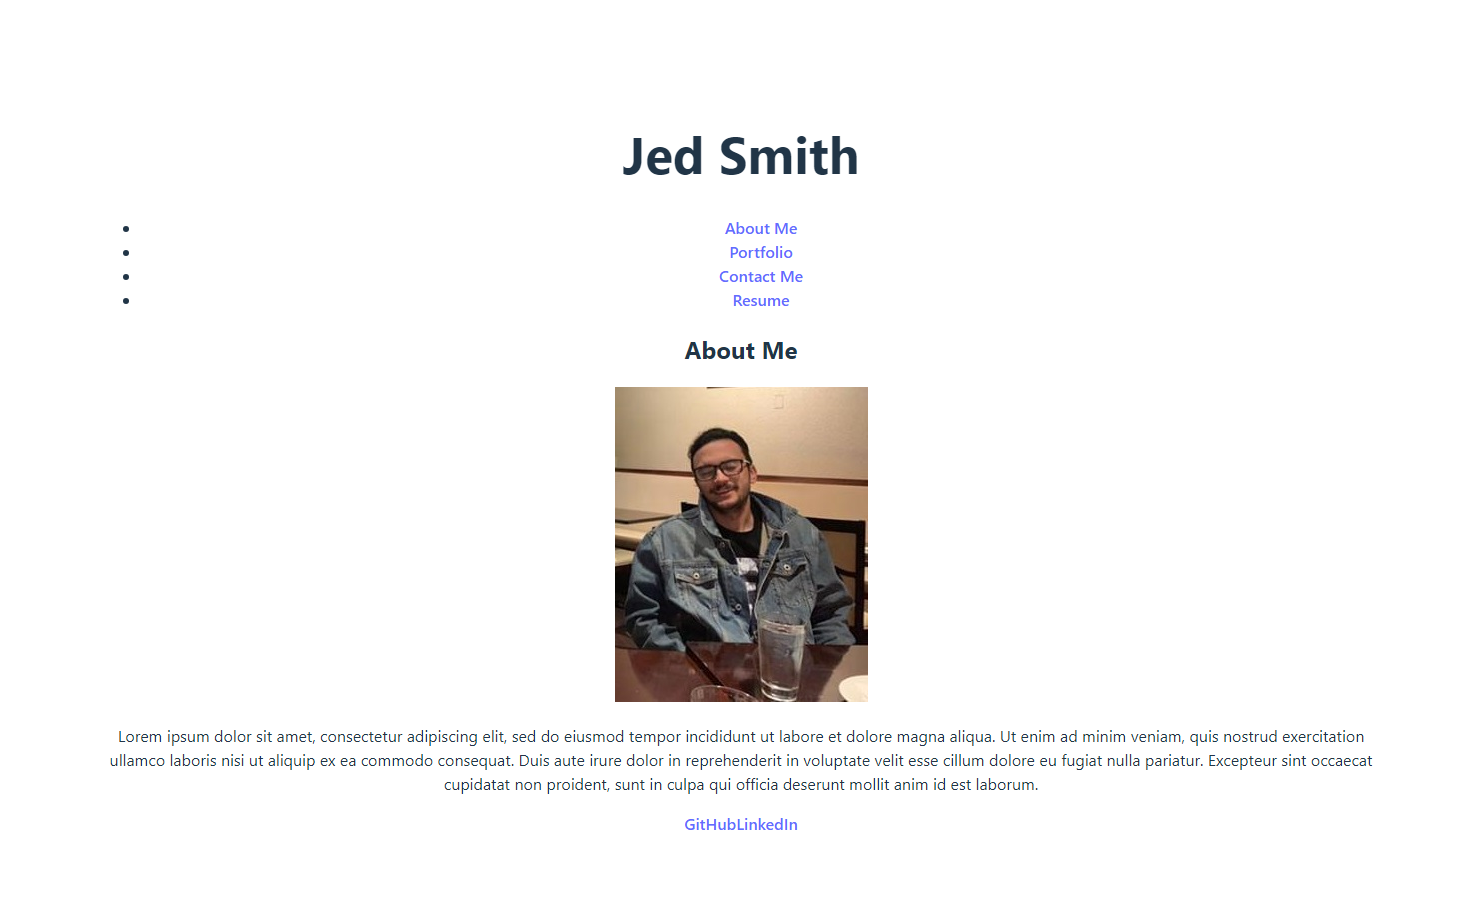 Jed Smith
About Me
Portfolio
Contact Me
Resume
About Me
Lorem ipsum dolor sit amet, consectetur adipiscing elit, sed do eiusmod tempor incididunt ut labore et dolore magna aliqua. Ut enim ad minim veniam, quis nostrud exercitation
ullamco laboris nisi ut aliquip ex ea commodo consequat. Duis aute irure dolor in reprehenderit in voluptate velit esse cillum dolore eu fugiat nulla pariatur. Excepteur sint occaecat
cupidatat non proident, sunt in culpa qui officia deserunt mollit anim id est laborum.
GitHubLinkedIn